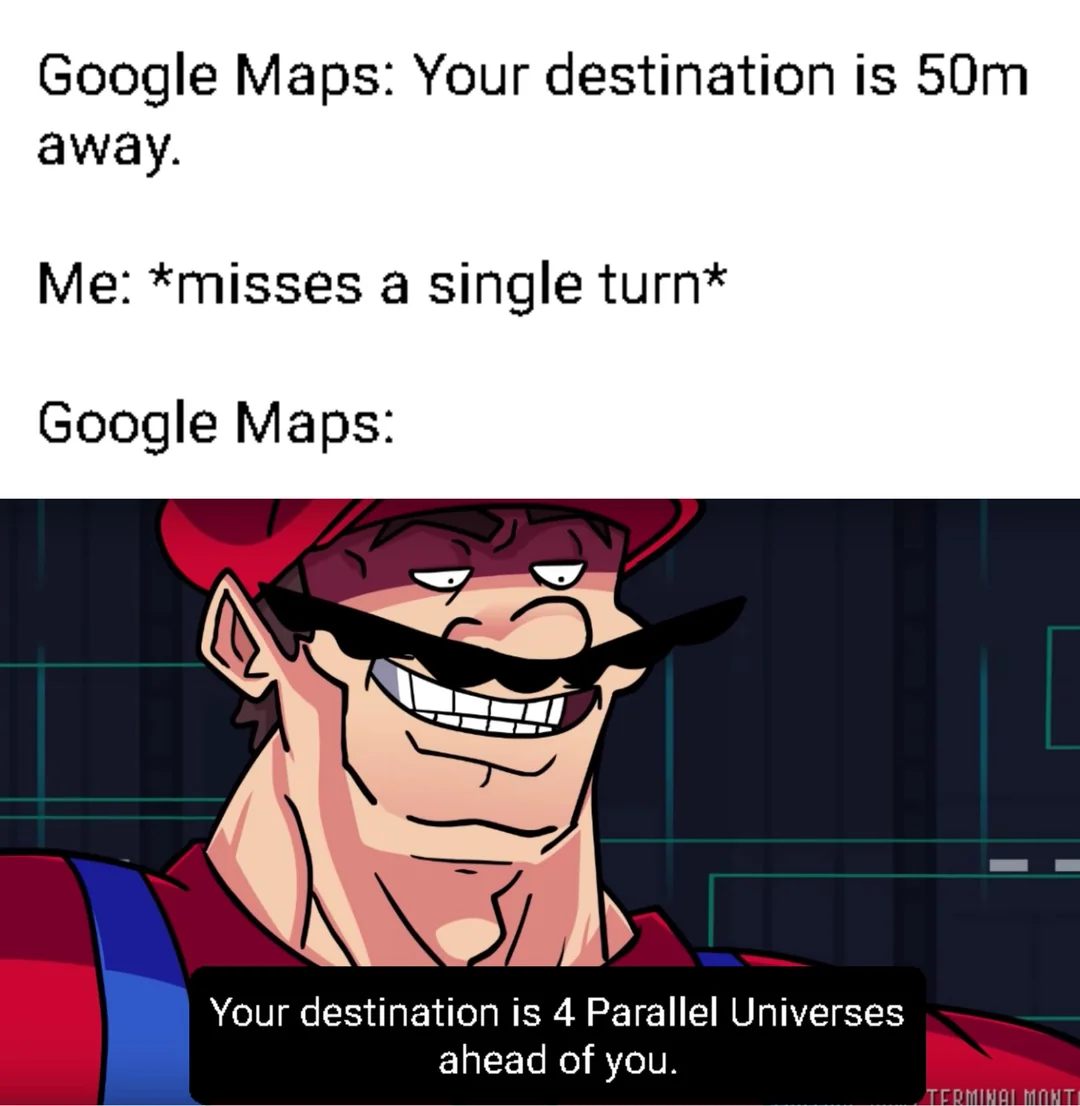 Google Maps: Your destination is 50m
away.
Me: *misses a single turn*
Google Maps:
Your destination is 4 Parallel Universes
ahead of you.